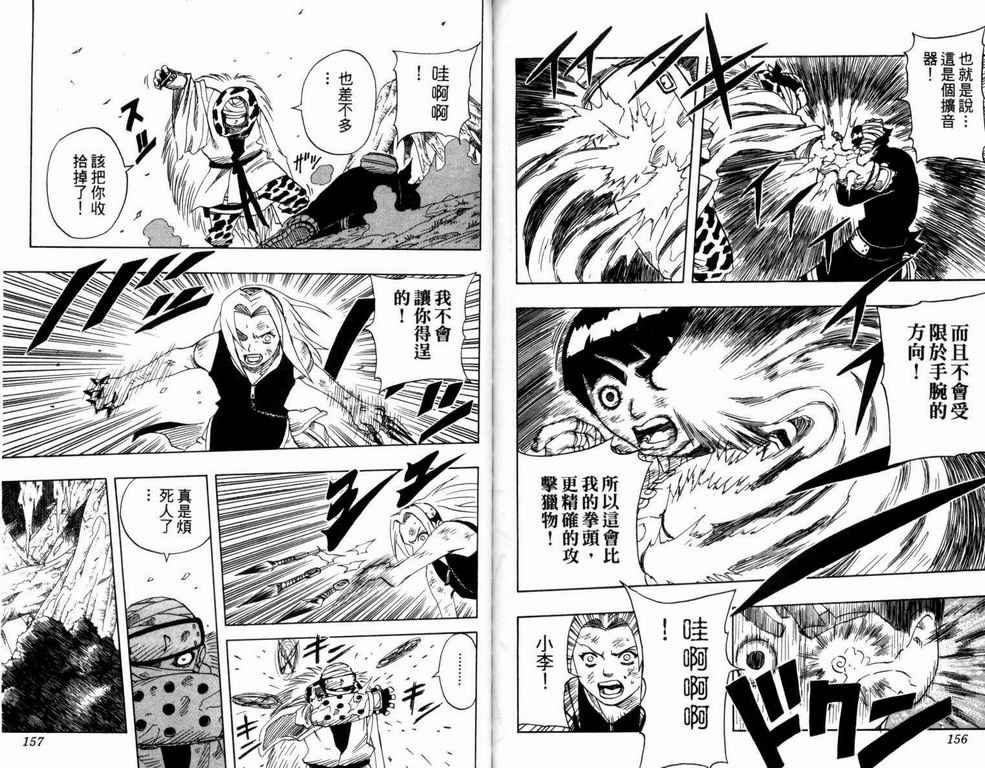 也就是說…
這是個擴音
器！
而且不會受
限於手腕的
方向！
所以這會比
我的拳頭，
更精確的攻
擊獵物！
ドクン
哇啊啊啊
！
小李！
156
哇啊啊
也差不多
…
該把你收
拾掉了！
ズ
我不會
讓你得逞
的！
………
真是煩
死人了
…
157